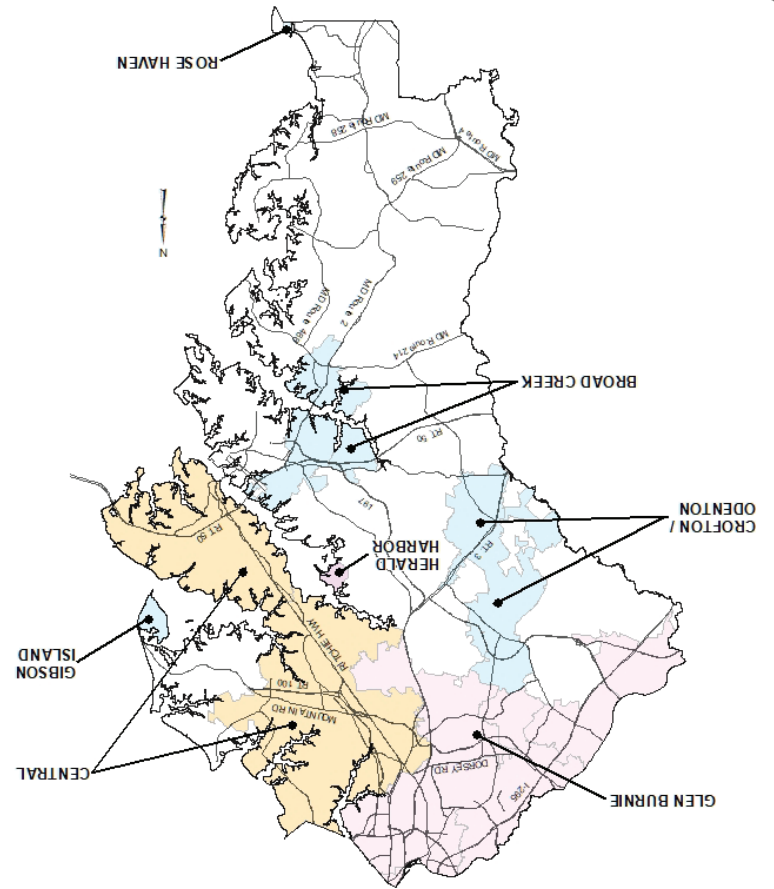 GLEN BURNIE
I-295
DORSEY RD
CENTRAL
MOUNTAIN RD
RT 100
GIBSON
ISLAND
RITCHIE HWY
HERALD
HARBOR
CROFTON /
ODENTON
RT. 3
RT 50
I-97
RT. 50
BROAD CREEK
MD Route 214
MD Route 2
MD Route 468
N
MD Route 259
MD Route 4
MD Route 258
ROSE HAVEN